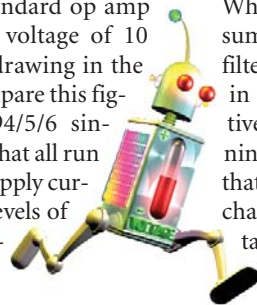 ndard op amp
voltage of 10
drawing in the
pare this fig-
94/5/6 sin-
hat all run
pply cur-
evels of
-
Wh
sum
filte
in
tive
nin
that
cha
ta